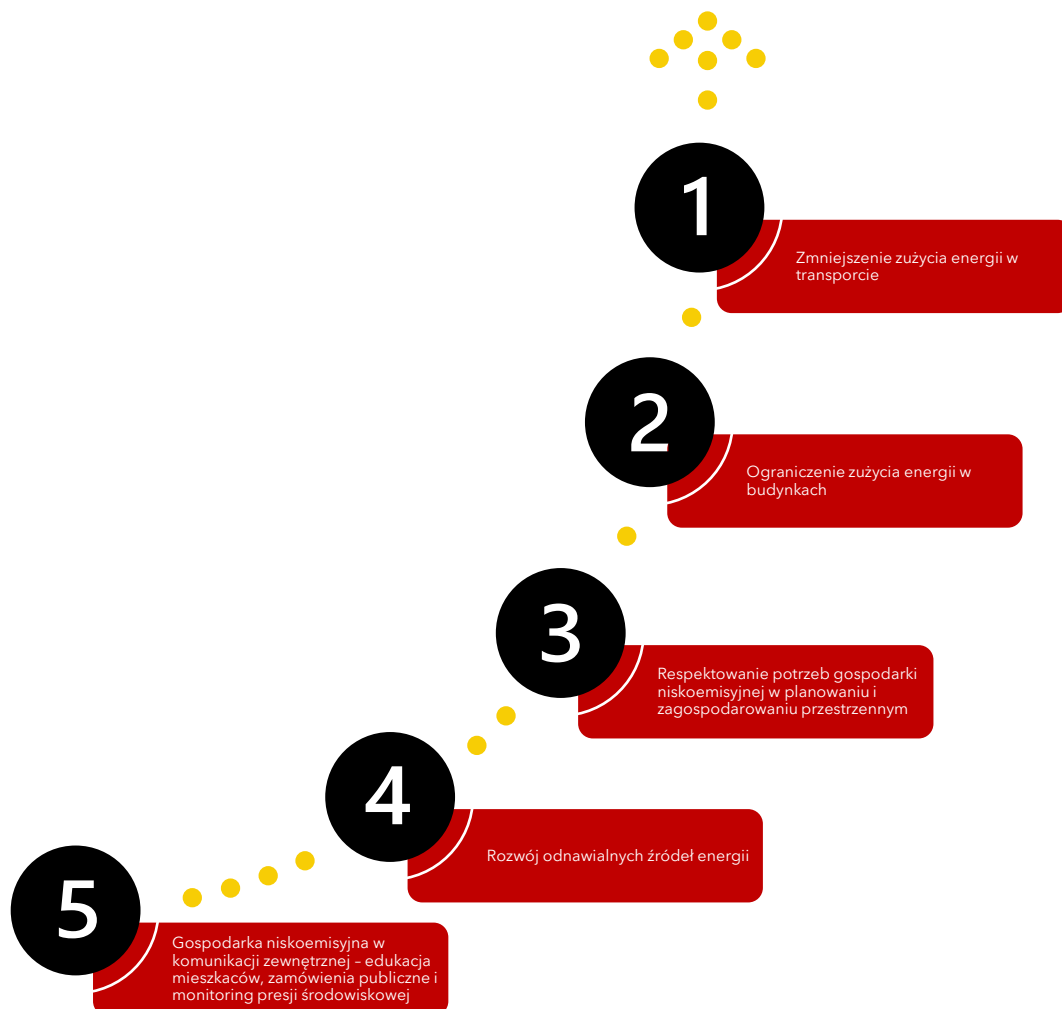 1
Zmniejszenie zużycia energii w
transporcie
2
Ograniczenie zużycia energii w
budynkach
3
Respektowanie potrzeb gospodarki
niskoemisyjnej w planowaniu i
zagospodarowaniu przestrzennym
4
Rozwój odnawialnych źródeł energii
5
Gospodarka niskoemisyjna w
komunikacji zewnętrznej – edukacja
mieszkaców, zamówienia publiczne i
monitoring presji środowiskowej